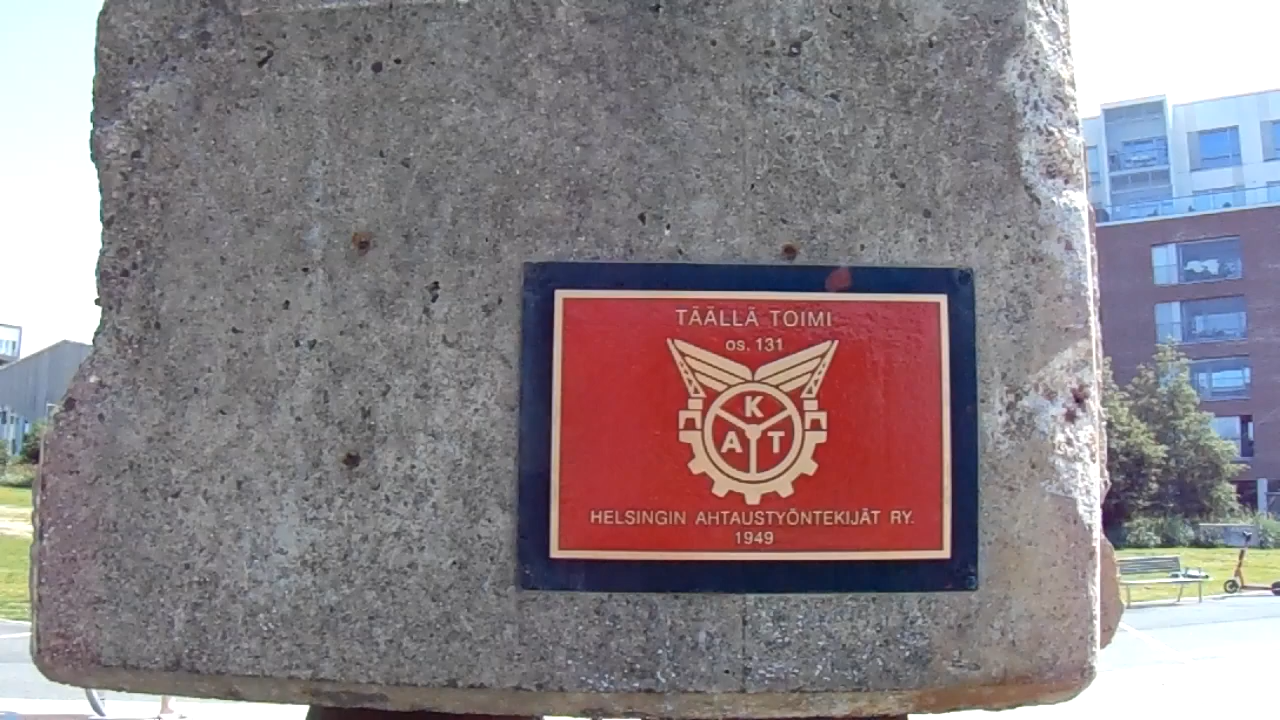 TÄÄLLÄ TOIMI
os. 131
K
A T
HELSINGIN AHTAUSTYÖNTEKIJÄT RY.
1949